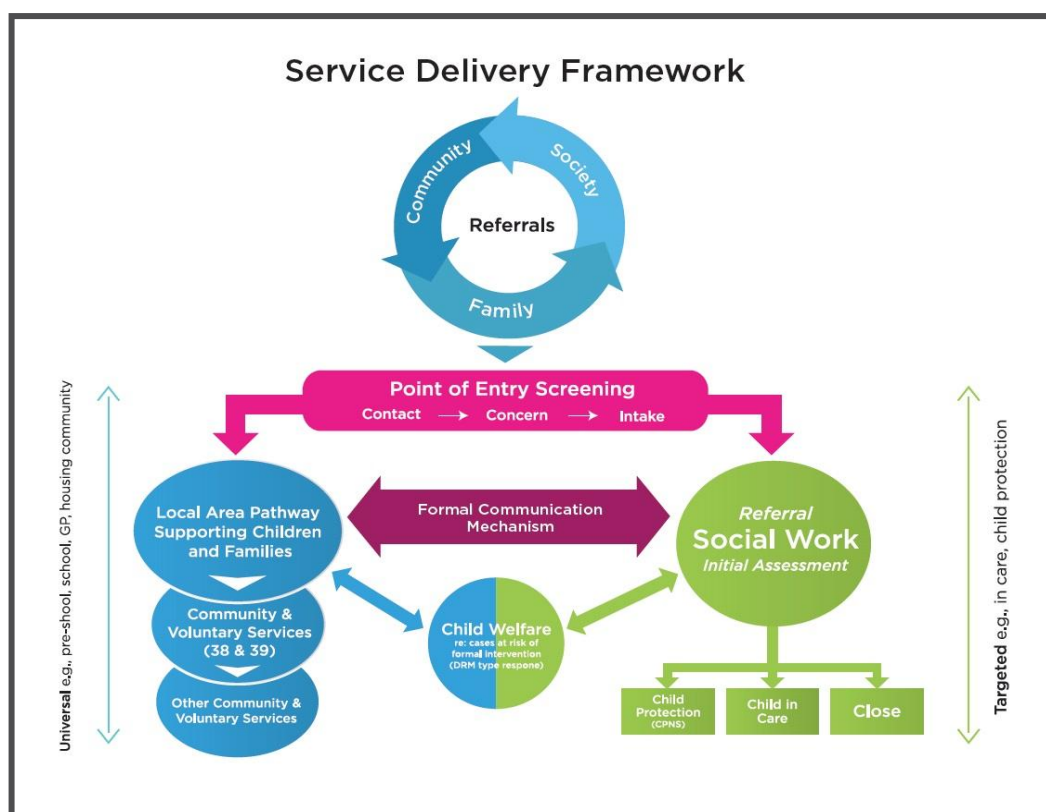 Service Delivery Framework
Community
Society
Referrals
Family
Point of Entry Screening
Contact → Concern → Intake
Universal e.g., pre-shool, school, GP, housing community
Local Area Pathway
Supporting Children
and Families
Formal Communication
Mechanism
Referral
Social Work
Initial Assessment
Community &
Voluntary Services
(38 & 39)
Child Welfare
re: cases at risk of
formal intervention
(DRM type respone)
Other Community &
Voluntary Services
Child
Protection
(CPNS)
Child in
Care
Close
Targeted e.g., in care, child protection